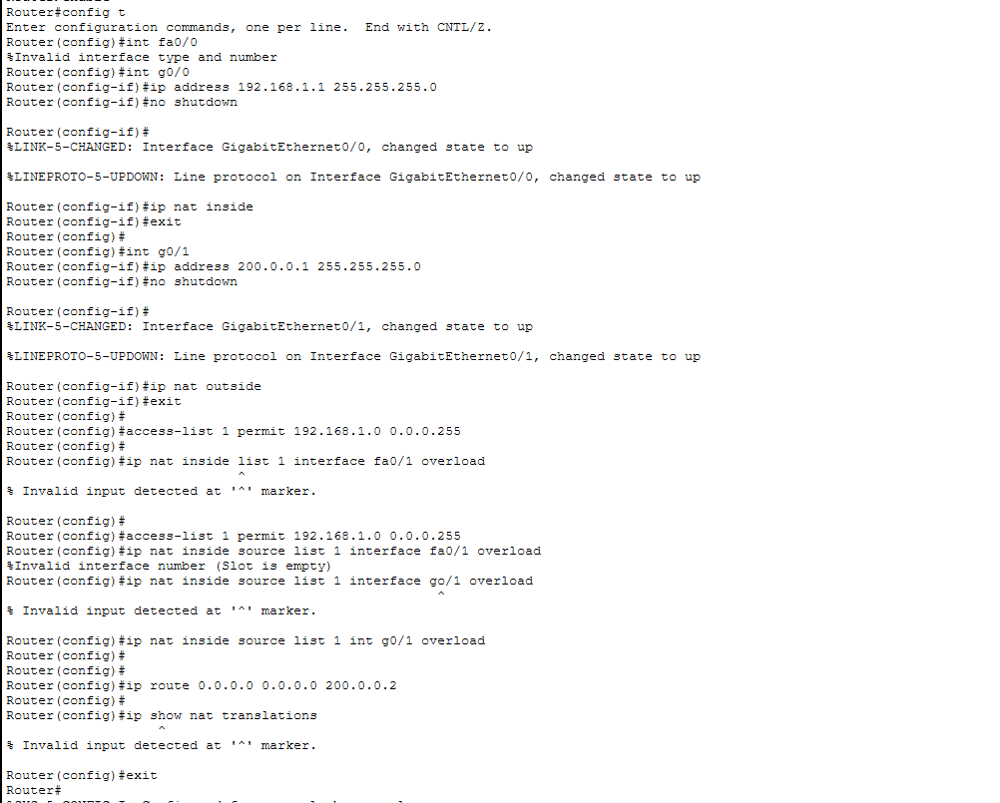 Router#config t
Enter configuration commands, one per line.  End with CNTL/Z.
Router(config)#int fa0/0
%Invalid interface type and number
Router(config)#int g0/0
Router(config-if)#ip address 192.168.1.1 255.255.255.0
Router(config-if)#no shutdown
Router(config-if)#
%LINK-5-CHANGED: Interface GigabitEthernet0/0, changed state to up
%LINEPROTO-5-UPDOWN: Line protocol on Interface GigabitEthernet0/0, changed state to up
Router(config-if)#ip nat inside
Router(config-if)#exit
Router(config)#
Router(config)#int g0/1
Router(config-if)#ip address 200.0.0.1 255.255.255.0
Router(config-if)#no shutdown
Router(config-if)#
%LINK-5-CHANGED: Interface GigabitEthernet0/1, changed state to up
%LINEPROTO-5-UPDOWN: Line protocol on Interface GigabitEthernet0/1, changed state to up
Router(config-if)#ip nat outside
Router(config-if)#exit
Router(config)#
Router(config)#access-list 1 permit 192.168.1.0 0.0.0.255
Router(config)#
Router(config)#ip nat inside list 1 interface fa0/1 overload
^
% Invalid input detected at '^' marker.
Router(config)#
Router(config)#access-list 1 permit 192.168.1.0 0.0.0.255
Router(config)#ip nat inside source list 1 interface fa0/1 overload
%Invalid interface number (Slot is empty)
Router(config)#ip nat inside source list 1 interface go/1 overload
^
% Invalid input detected at '^' marker.
Router(config)#ip nat inside source list 1 int g0/1 overload
Router(config)#
Router(config)#
Router(config)#ip route 0.0.0.0 0.0.0.0 200.0.0.2
Router(config)#
Router(config)#ip show nat translations
^
% Invalid input detected at '^' marker.
Router(config)#exit
Router#